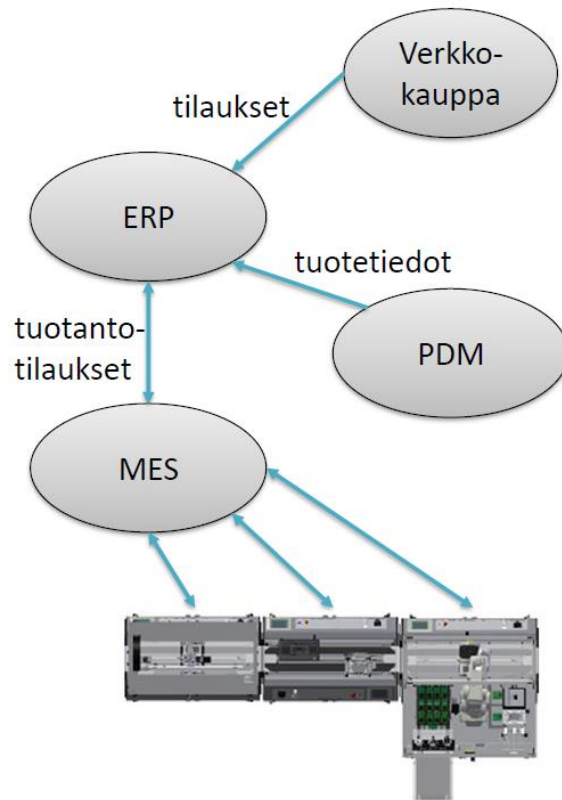 Verkko-
kauppa
tilaukset
ERP
tuotetiedot
tuotanto-
tilaukset
PDM
MES